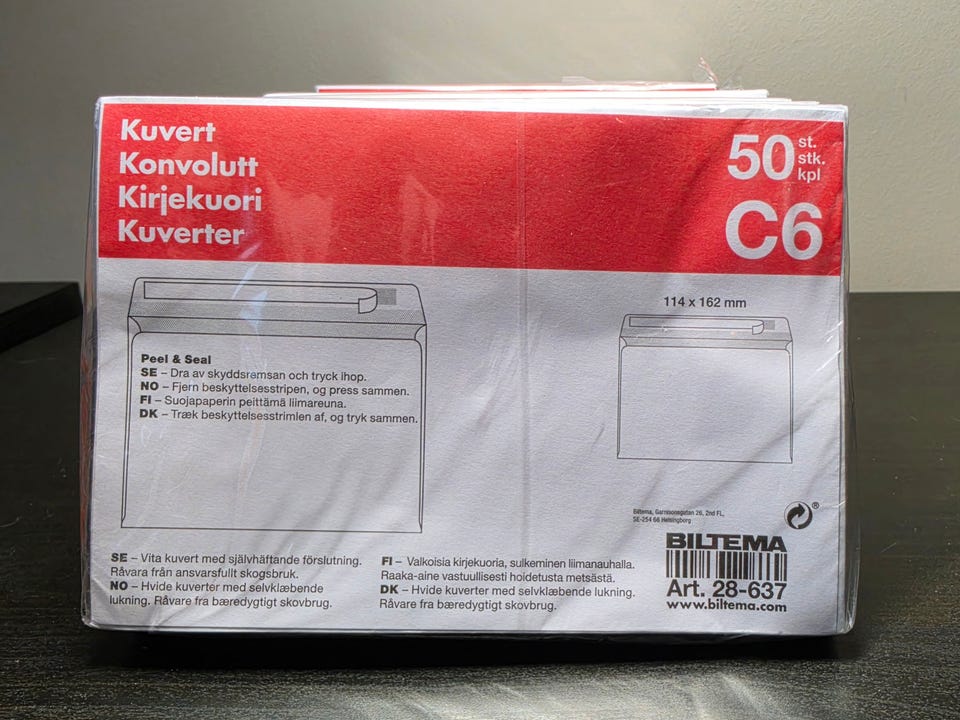 Kuvert
Konvolutt
Kirjekuori
Kuverter
50 st.
stk.
kpl
C6
114 x 162 mm
Peel & Seal
SE – Dra av skyddsremsan och tryck ihop.
NO – Fjern beskyttelsesstripen, og press sammen.
FI – Suojapaperin peittämä liimareuna.
DK – Træk beskyttelsesstrimlen af, og tryk sammen.
Biltema, Garnisonsgatan 26, 2nd FL,
SE-254 66 Helsingborg
®
SE – Vita kuvert med självhäftande förslutning.
Råvara från ansvarsfullt skogsbruk.
NO – Hvide kuverter med selvklæbende
lukning. Råvare fra bæredygtigt skovbrug.
FI – Valkoisia kirjekuoria, sulkeminen liimanauhalla.
Raaka-aine vastuullisesti hoidetusta metsästä.
DK – Hvide kuverter med selvklæbende lukning.
Råvare fra bæredygtigt skovbrug.
BILTEMA
Art. 28-637
www.biltema.com